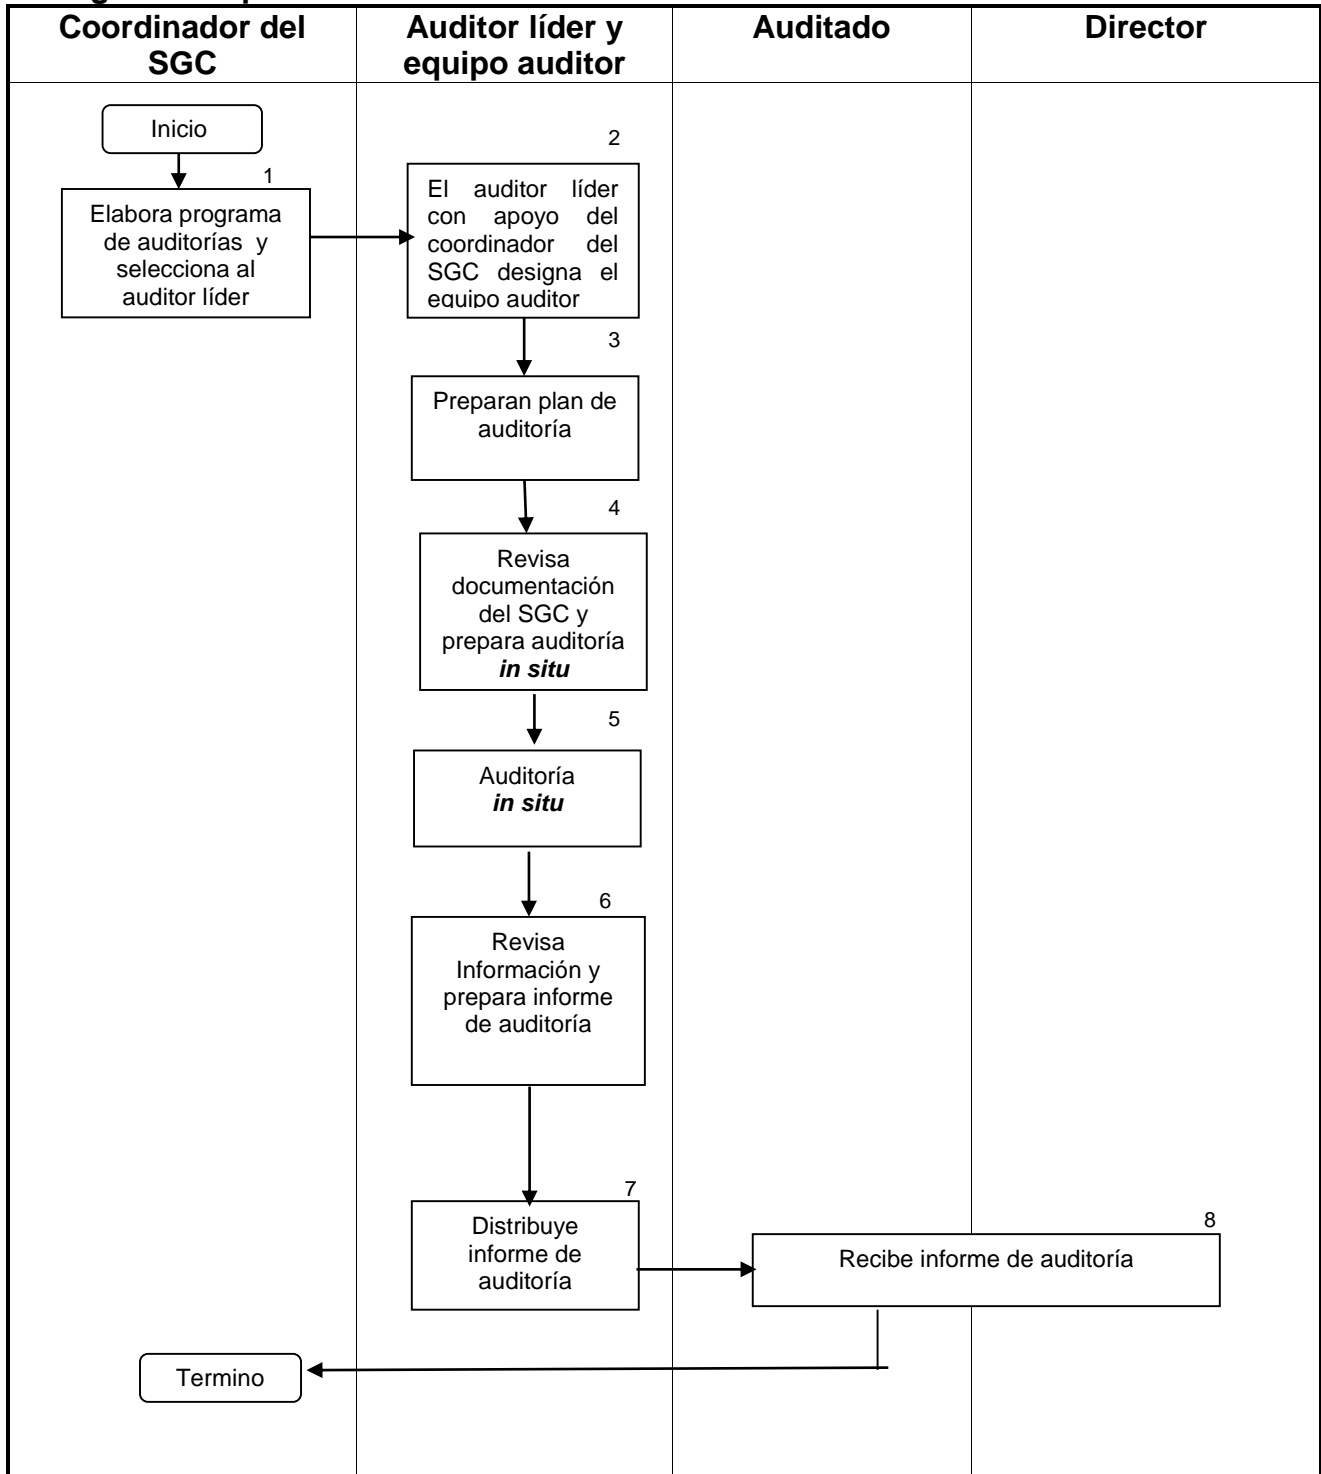 Coordinador del
SGC
Auditor líder y
equipo auditor
Auditado
Director
Inicio
1
Elabora programa
de auditorías y
selecciona al
auditor líder
2
El auditor líder
con apoyo del
coordinador del
SGC designa el
equipo auditor
3
Preparan plan de
auditoría
4
Revisa
documentación
del SGC y
prepara auditoría
in situ
5
Auditoría
in situ
6
Revisa
Información y
prepara informe
de auditoría
7
Distribuye
informe de
auditoría
8
Recibe informe de auditoría
Termino